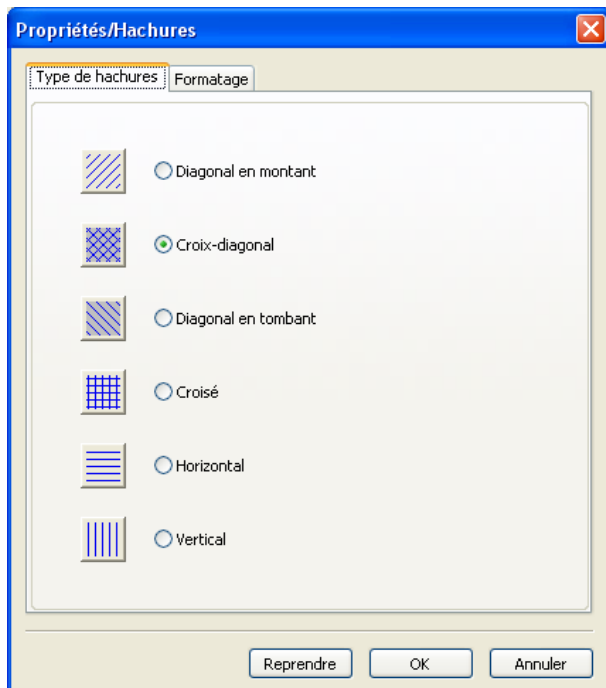 Propriétés/Hachures
Type de hachures Formatage
Diagonal en montant
Croix-diagonal
Diagonal en tombant
Croisé
Horizontal
Vertical
Reprendre OK Annuler